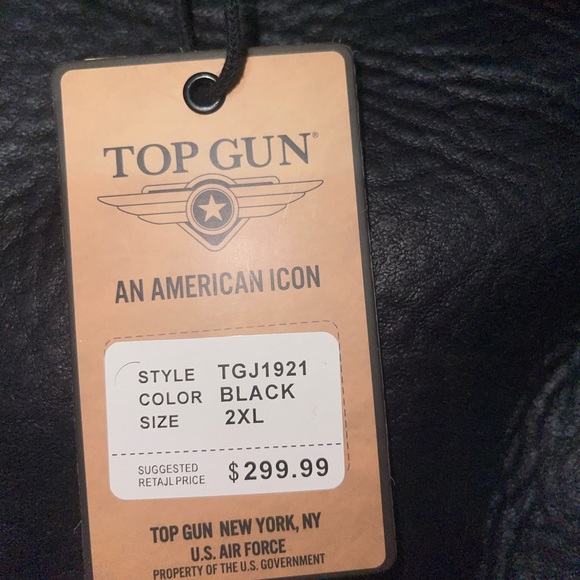 TOP GUN®
AN AMERICAN ICON
STYLE TGJ1921
COLOR BLACK
SIZE 2XL
SUGGESTED
RETAJL PRICE $299.99
TOP GUN NEW YORK, NY
U.S. AIR FORCE
PROPERTY OF THE U.S. GOVERNMENT